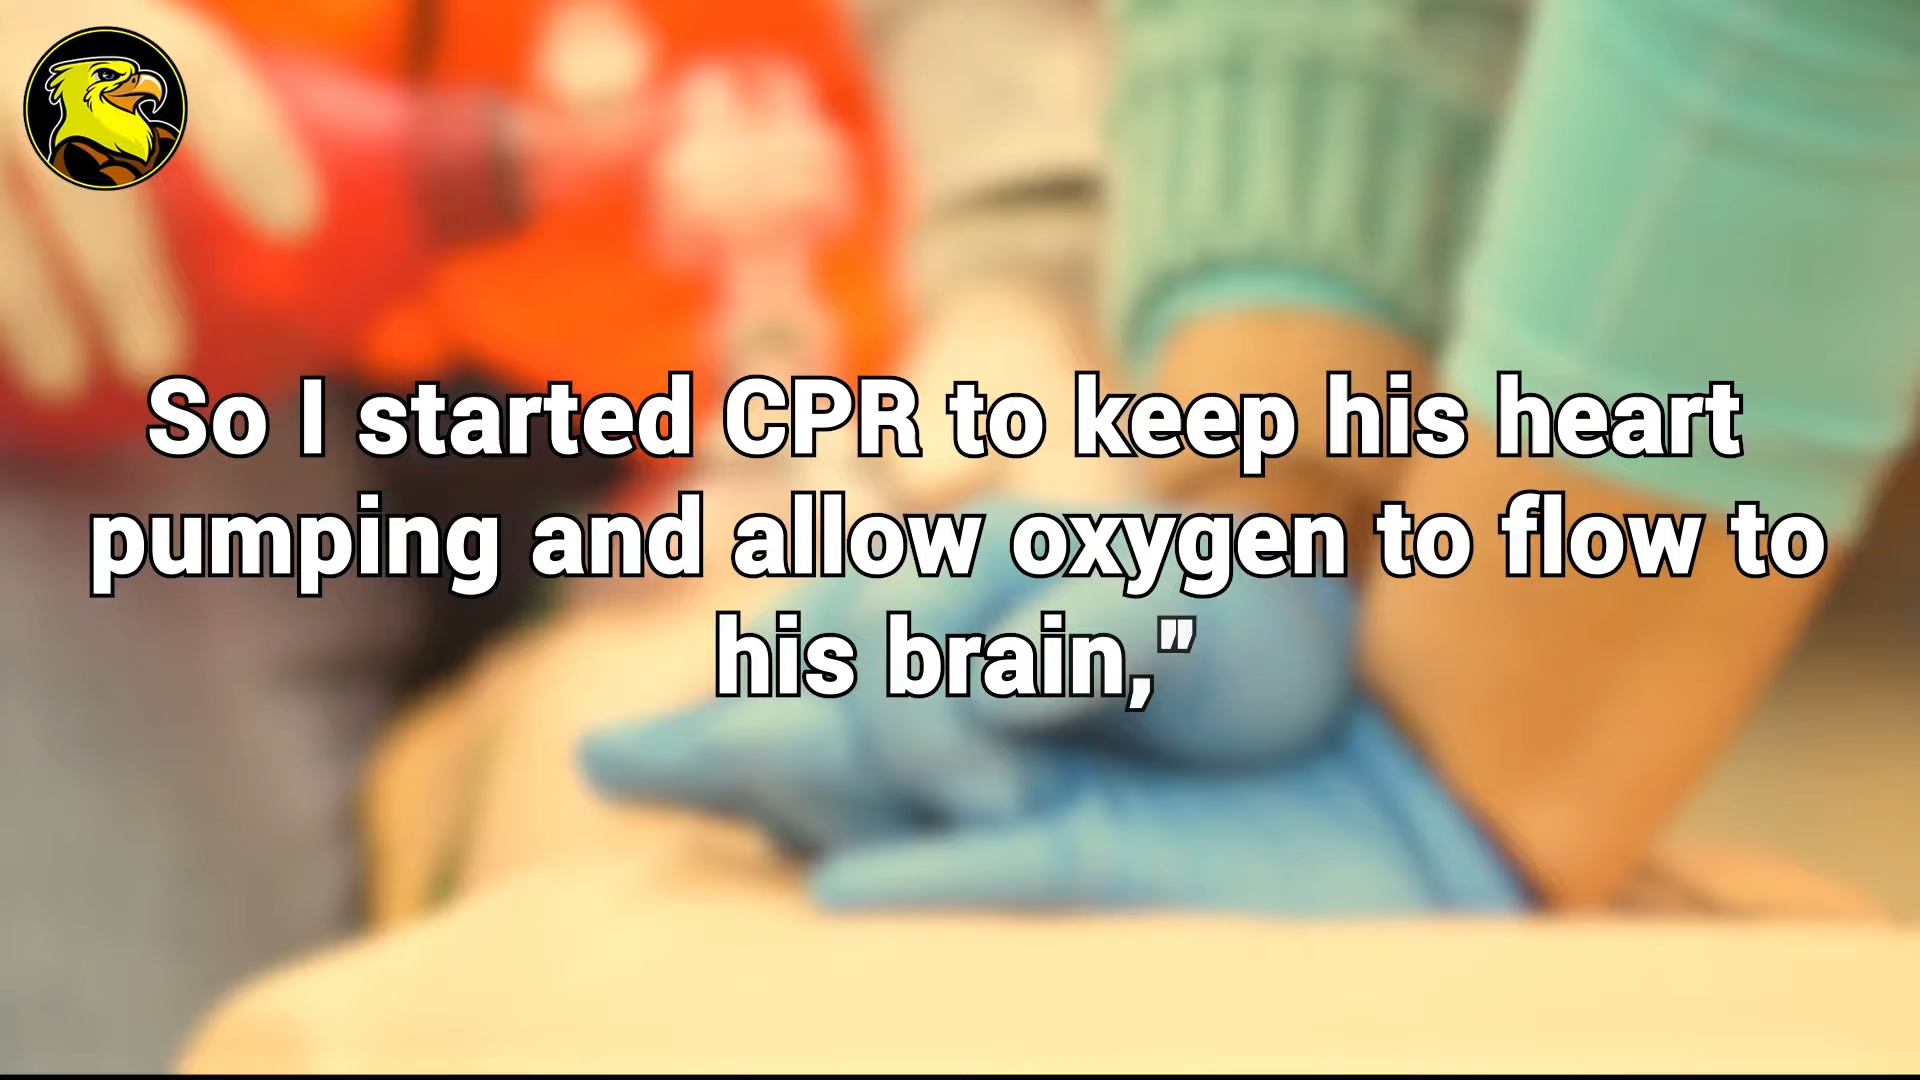 So I started CPR to keep his heart
pumping and allow oxygen to flow to
his brain,"